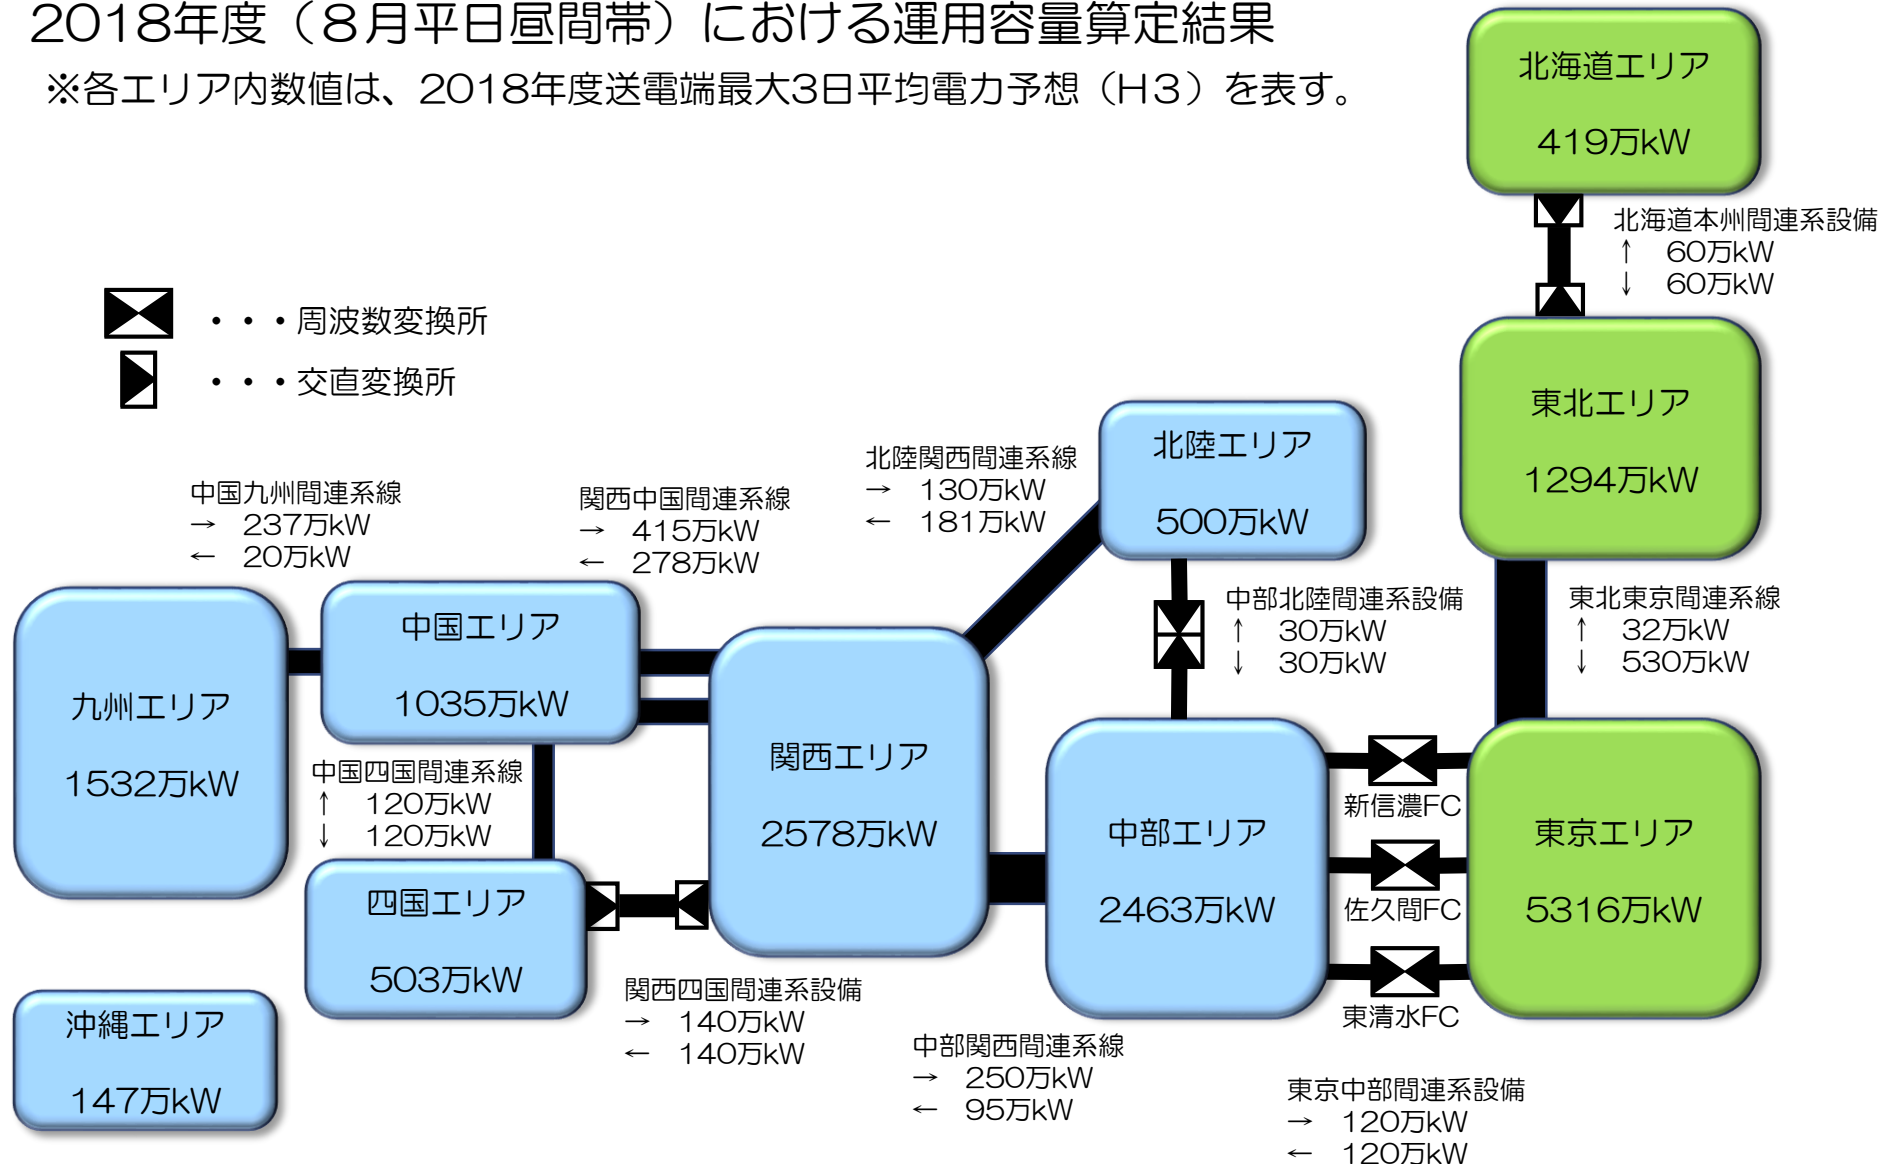 2018年度（８月平日昼間帯）における運用容量算定結果
※各エリア内数値は、2018年度送電端最大3日平均電力予想（H３）を表す。
北海道エリア
419万kW
北海道本州間連系設備
↑ 60万kW
↓ 60万kW
・・・周波数変換所
・・・交直変換所
東北エリア
1294万kW
北陸エリア
500万kW
北陸関西間連系線
→ 130万kW
← 181万kW
中国九州間連系線
→ 237万kW
← 20万kW
関西中国間連系線
→ 415万kW
← 278万kW
中部北陸間連系設備
↑ 30万kW
↓ 30万kW
東北東京間連系線
↑ 32万kW
↓ 530万kW
九州エリア
1532万kW
中国エリア
1035万kW
中国四国間連系線
↑ 120万kW
↓ 120万kW
関西エリア
2578万kW
中部エリア
2463万kW
新信濃FC
佐久間FC
東清水FC
東京エリア
5316万kW
四国エリア
503万kW
関西四国間連系設備
→ 140万kW
← 140万kW
沖縄エリア
147万kW
中部関西間連系線
→ 250万kW
← 95万kW
東京中部間連系設備
→ 120万kW
← 120万kW